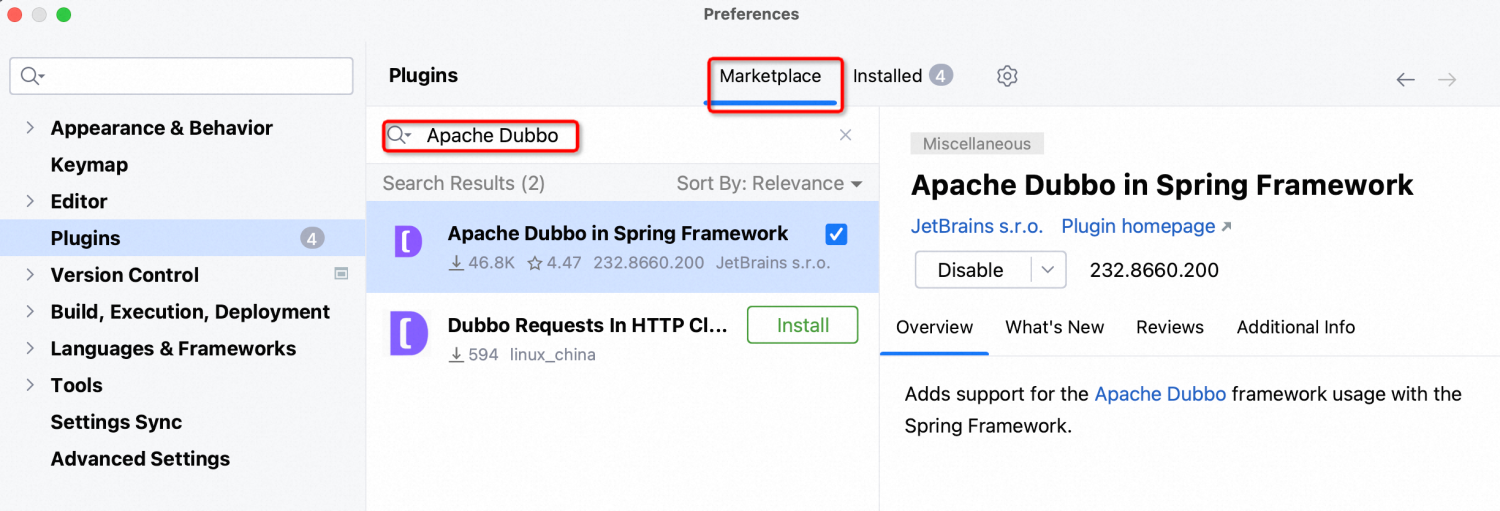 Preferences
Appearance & Behavior
Keymap
Editor
Plugins
4
Version Control
Build, Execution, Deployment
Languages & Frameworks
Tools
Settings Sync
Advanced Settings
Plugins
Marketplace
Installed 4
Apache Dubbo
Search Results (2)
Sort By: Relevance
Apache Dubbo in Spring Framework
46.8K 4.47 232.8660.200 JetBrains s.r.o.
Dubbo Requests In HTTP Cl...
Install
594 linux_china
Miscellaneous
Apache Dubbo in Spring Framework
JetBrains s.r.o. Plugin homepage
Disable 232.8660.200
Overview What's New Reviews Additional Info
Adds support for the Apache Dubbo framework usage with the
Spring Framework.